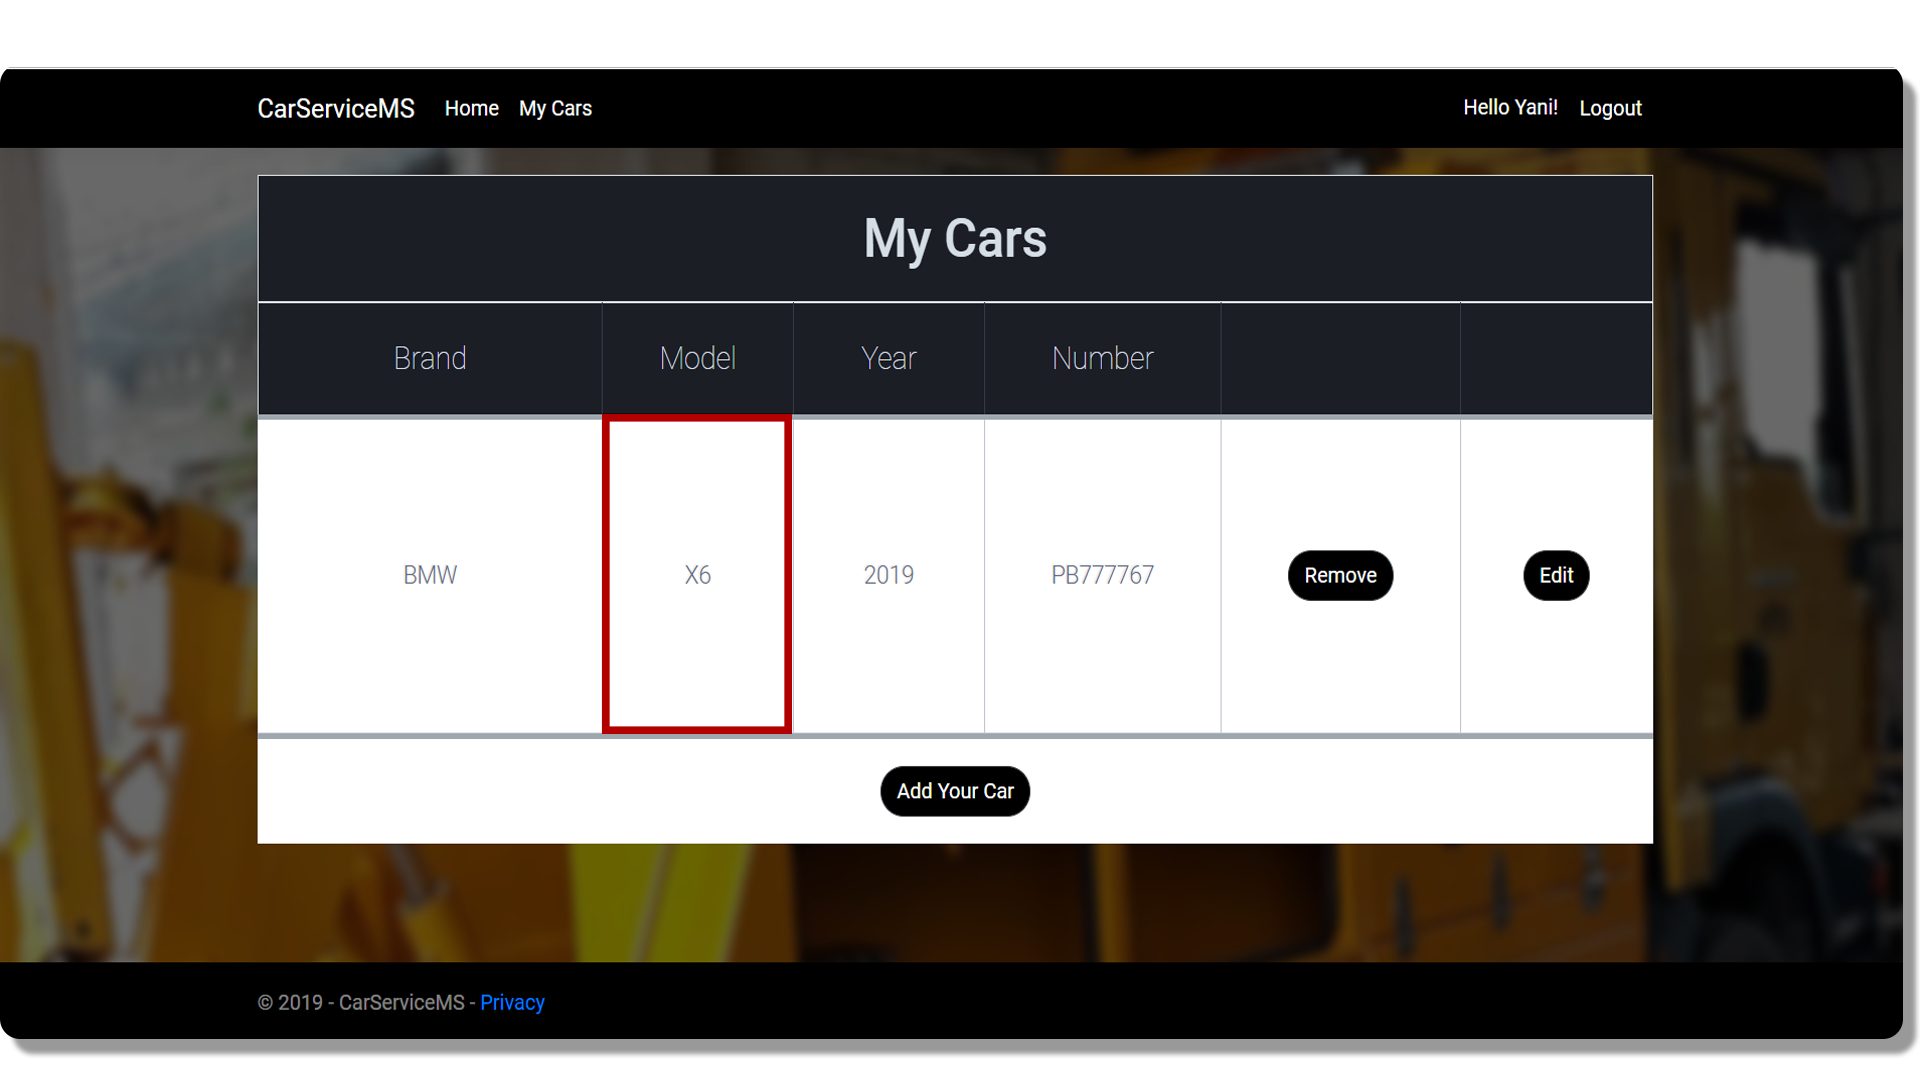 CarServiceMS Home My Cars Hello Yani! Logout
My Cars
Brand Model Year Number
BMW X6 2019 PB777767 Remove Edit
Add Your Car
© 2019 - CarServiceMS - Privacy